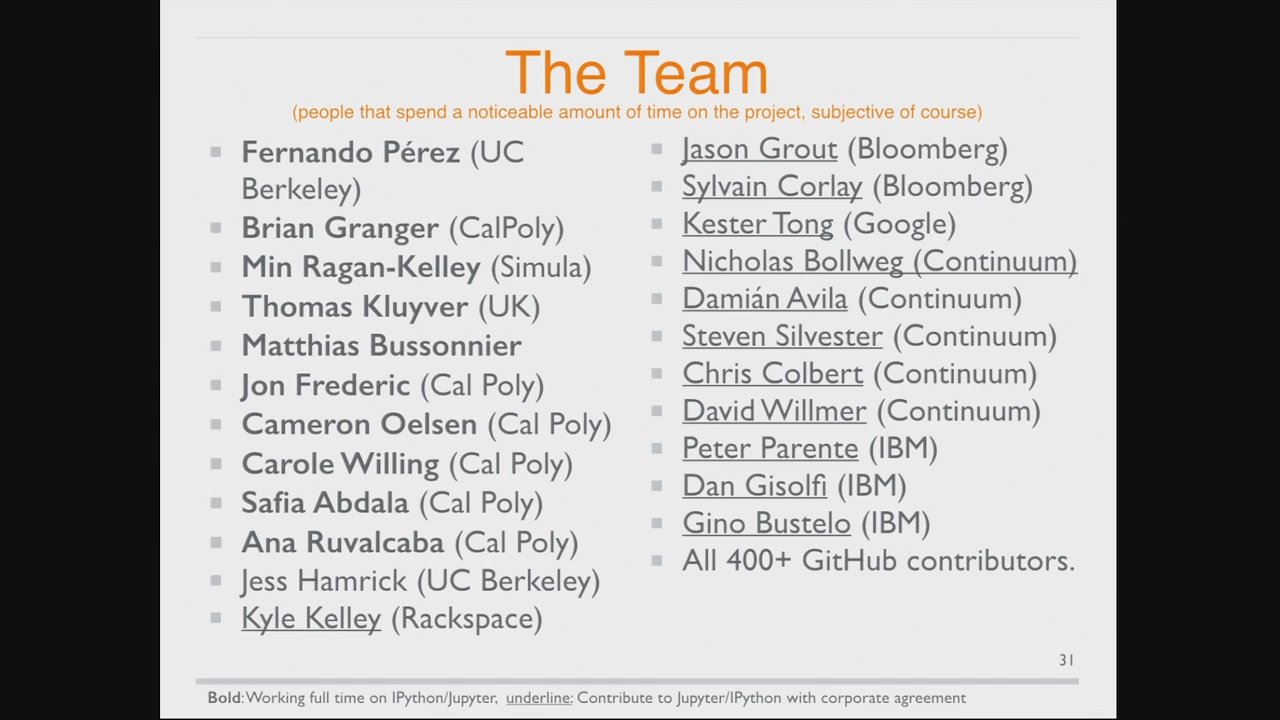 The Team
(people that spend a noticeable amount of time on the project, subjective of course)
Fernando Pérez (UC
Berkeley)
Brian Granger (CalPoly)
Min Ragan-Kelley (Simula)
Thomas Kluyver (UK)
Matthias Bussonnier
Jon Frederic (Cal Poly)
Cameron Oelsen (Cal Poly)
Carole Willing (Cal Poly)
Safia Abdala (Cal Poly)
Ana Ruvalcaba (Cal Poly)
Jess Hamrick (UC Berkeley)
Kyle Kelley (Rackspace)
Jason Grout (Bloomberg)
Sylvain Corlay (Bloomberg)
Kester Tong (Google)
Nicholas Bollweg (Continuum)
Damián Avila (Continuum)
Steven Silvester (Continuum)
Chris Colbert (Continuum)
David Willmer (Continuum)
Peter Parente (IBM)
Dan Gisolfi (IBM)
Gino Bustelo (IBM)
All 400+ GitHub contributors.
31
Bold: Working full time on IPython/Jupyter, underline: Contribute to Jupyter/IPython with corporate agreement